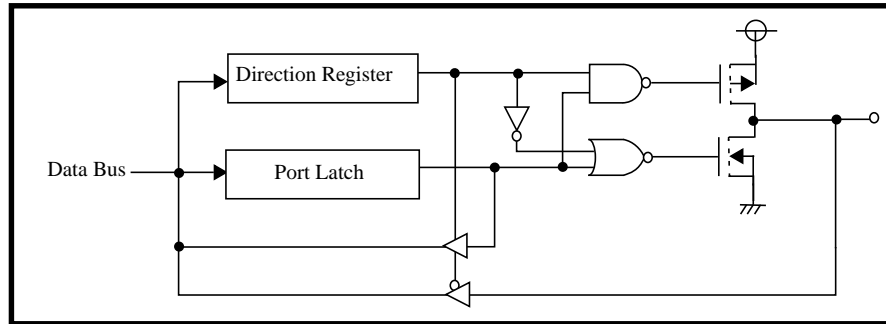 Direction Register
Data Bus
Port Latch